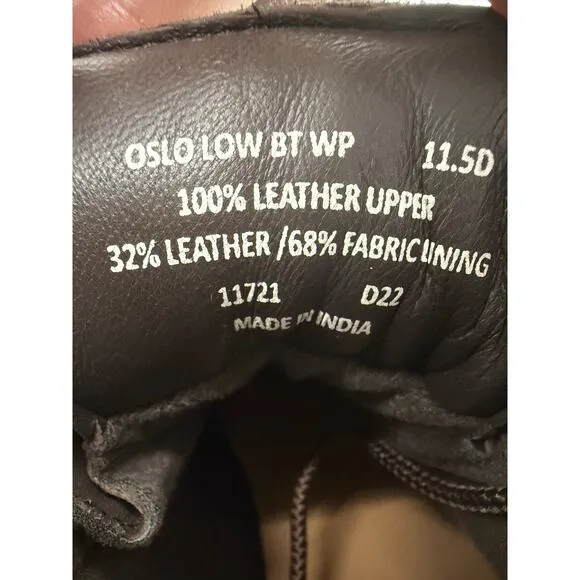 OSLO LOW BT WP 11.5D
100% LEATHER UPPER
32% LEATHER /68% FABRIC LINING
11721 D22
MADE IN INDIA